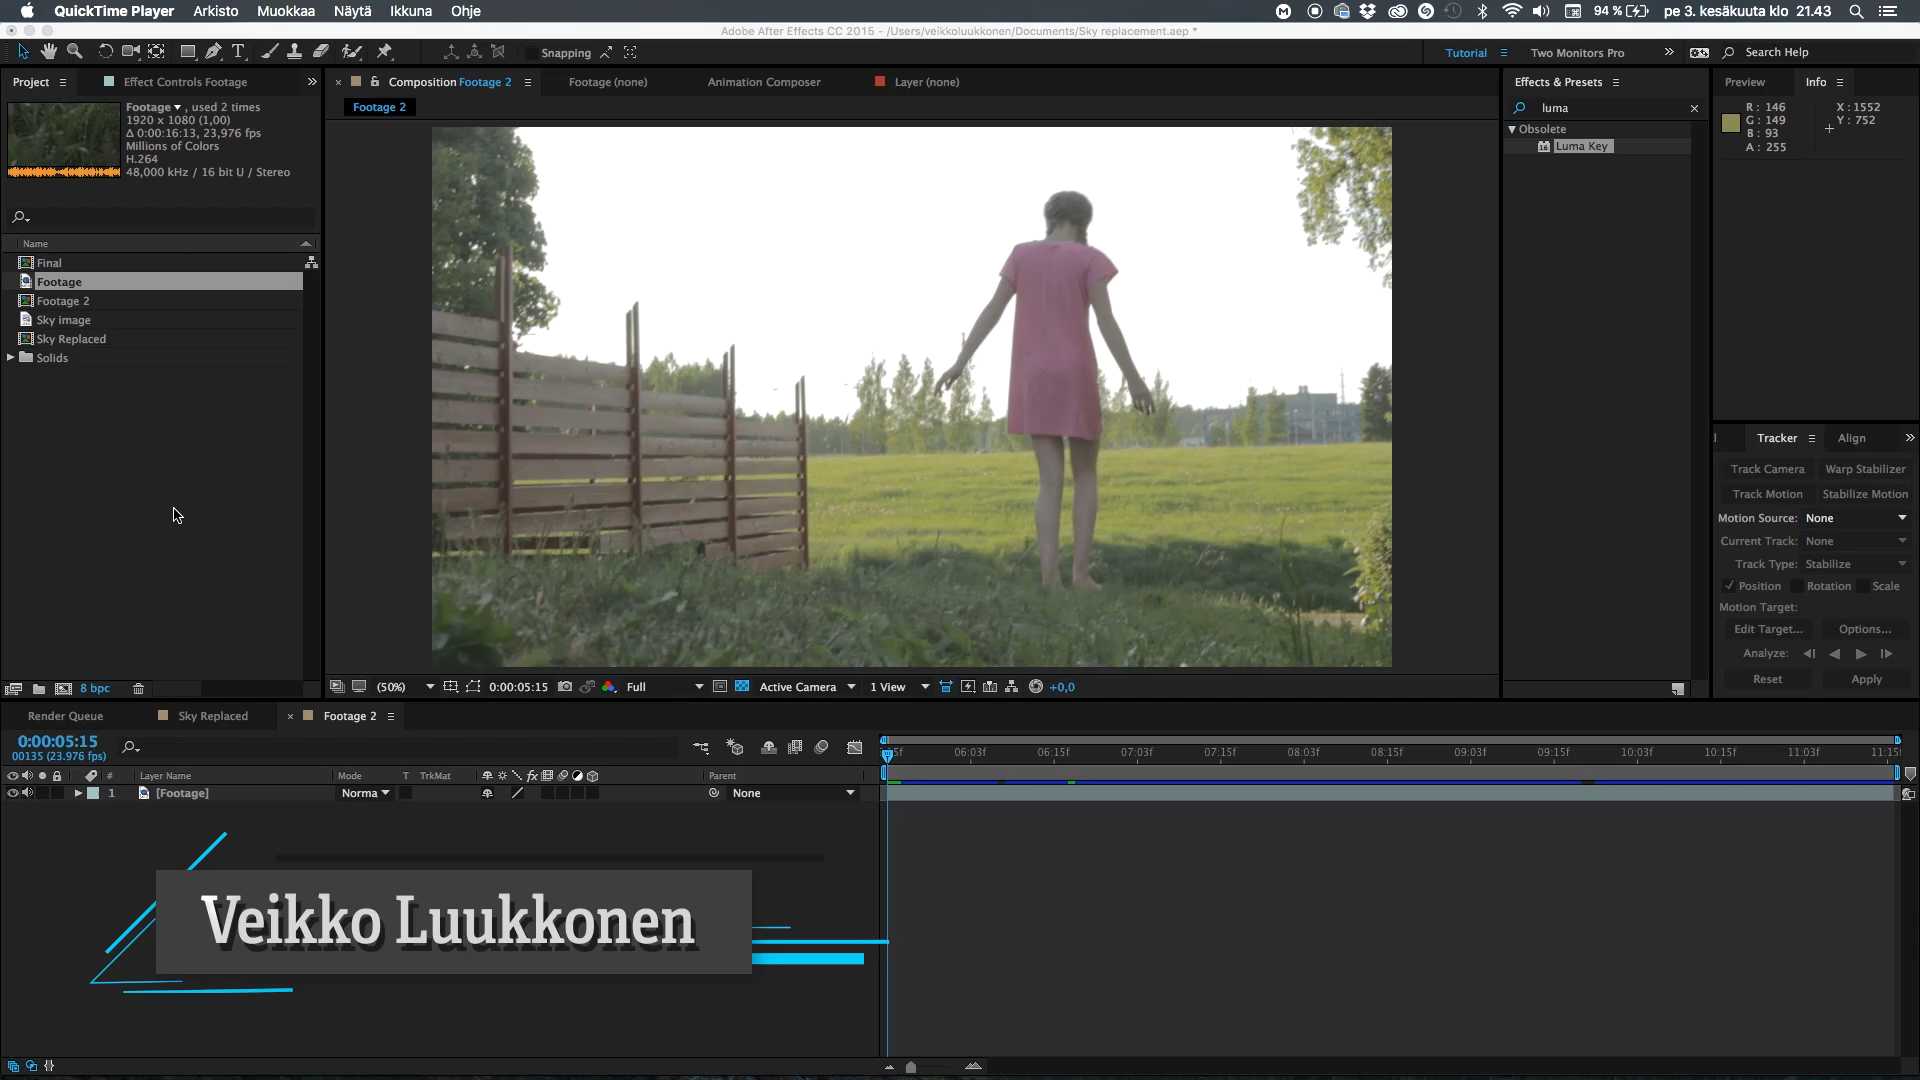 QuickTime Player Arkisto Muokkaa Näytä Ikkuna Ohje 94 % pe 3. kesäkuuta klo 21.43
Adobe After Effects CC 2015 - /Users/veikkoluukkonen/Documents/Sky replacement.aep *
Snapping Tutorial Two Monitors Pro Search Help
Project Effect Controls Footage
Footage , used 2 times
1920 x 1080 (1,00)
Δ 0:00:16:13, 23,976 fps
Millions of Colors
H.264
48,000 kHz / 16 bit U / Stereo
Name
Final
Footage
Footage 2
Sky image
Sky Replaced
Solids
8 bpc
Composition Footage 2 Footage (none) Animation Composer Layer (none)
Footage 2
(50%) 0:00:05:15 Full Active Camera 1 View +0,0
Effects & Presets
luma
Obsolete
Luma Key
Preview Info
R: 146 X: 1552
G: 149 Y: 752
B: 93
A: 255
Tracker Align
Track Camera Warp Stabilizer
Track Motion Stabilize Motion
Motion Source: None
Current Track: None
Track Type: Stabilize
Position Rotation Scale
Motion Target:
Edit Target... Options...
Analyze:
Reset Apply
Render Queue Sky Replaced Footage 2
0:00:05:15
00135 (23.976 fps)
06:03f 06:15f 07:03f 07:15f 08:03f 08:15f 09:03f 09:15f 10:03f 10:15f 11:03f 11:15f
# Layer Name Mode T TrkMat fx Parent
1 [Footage] Norma None
Veikko Luukkonen